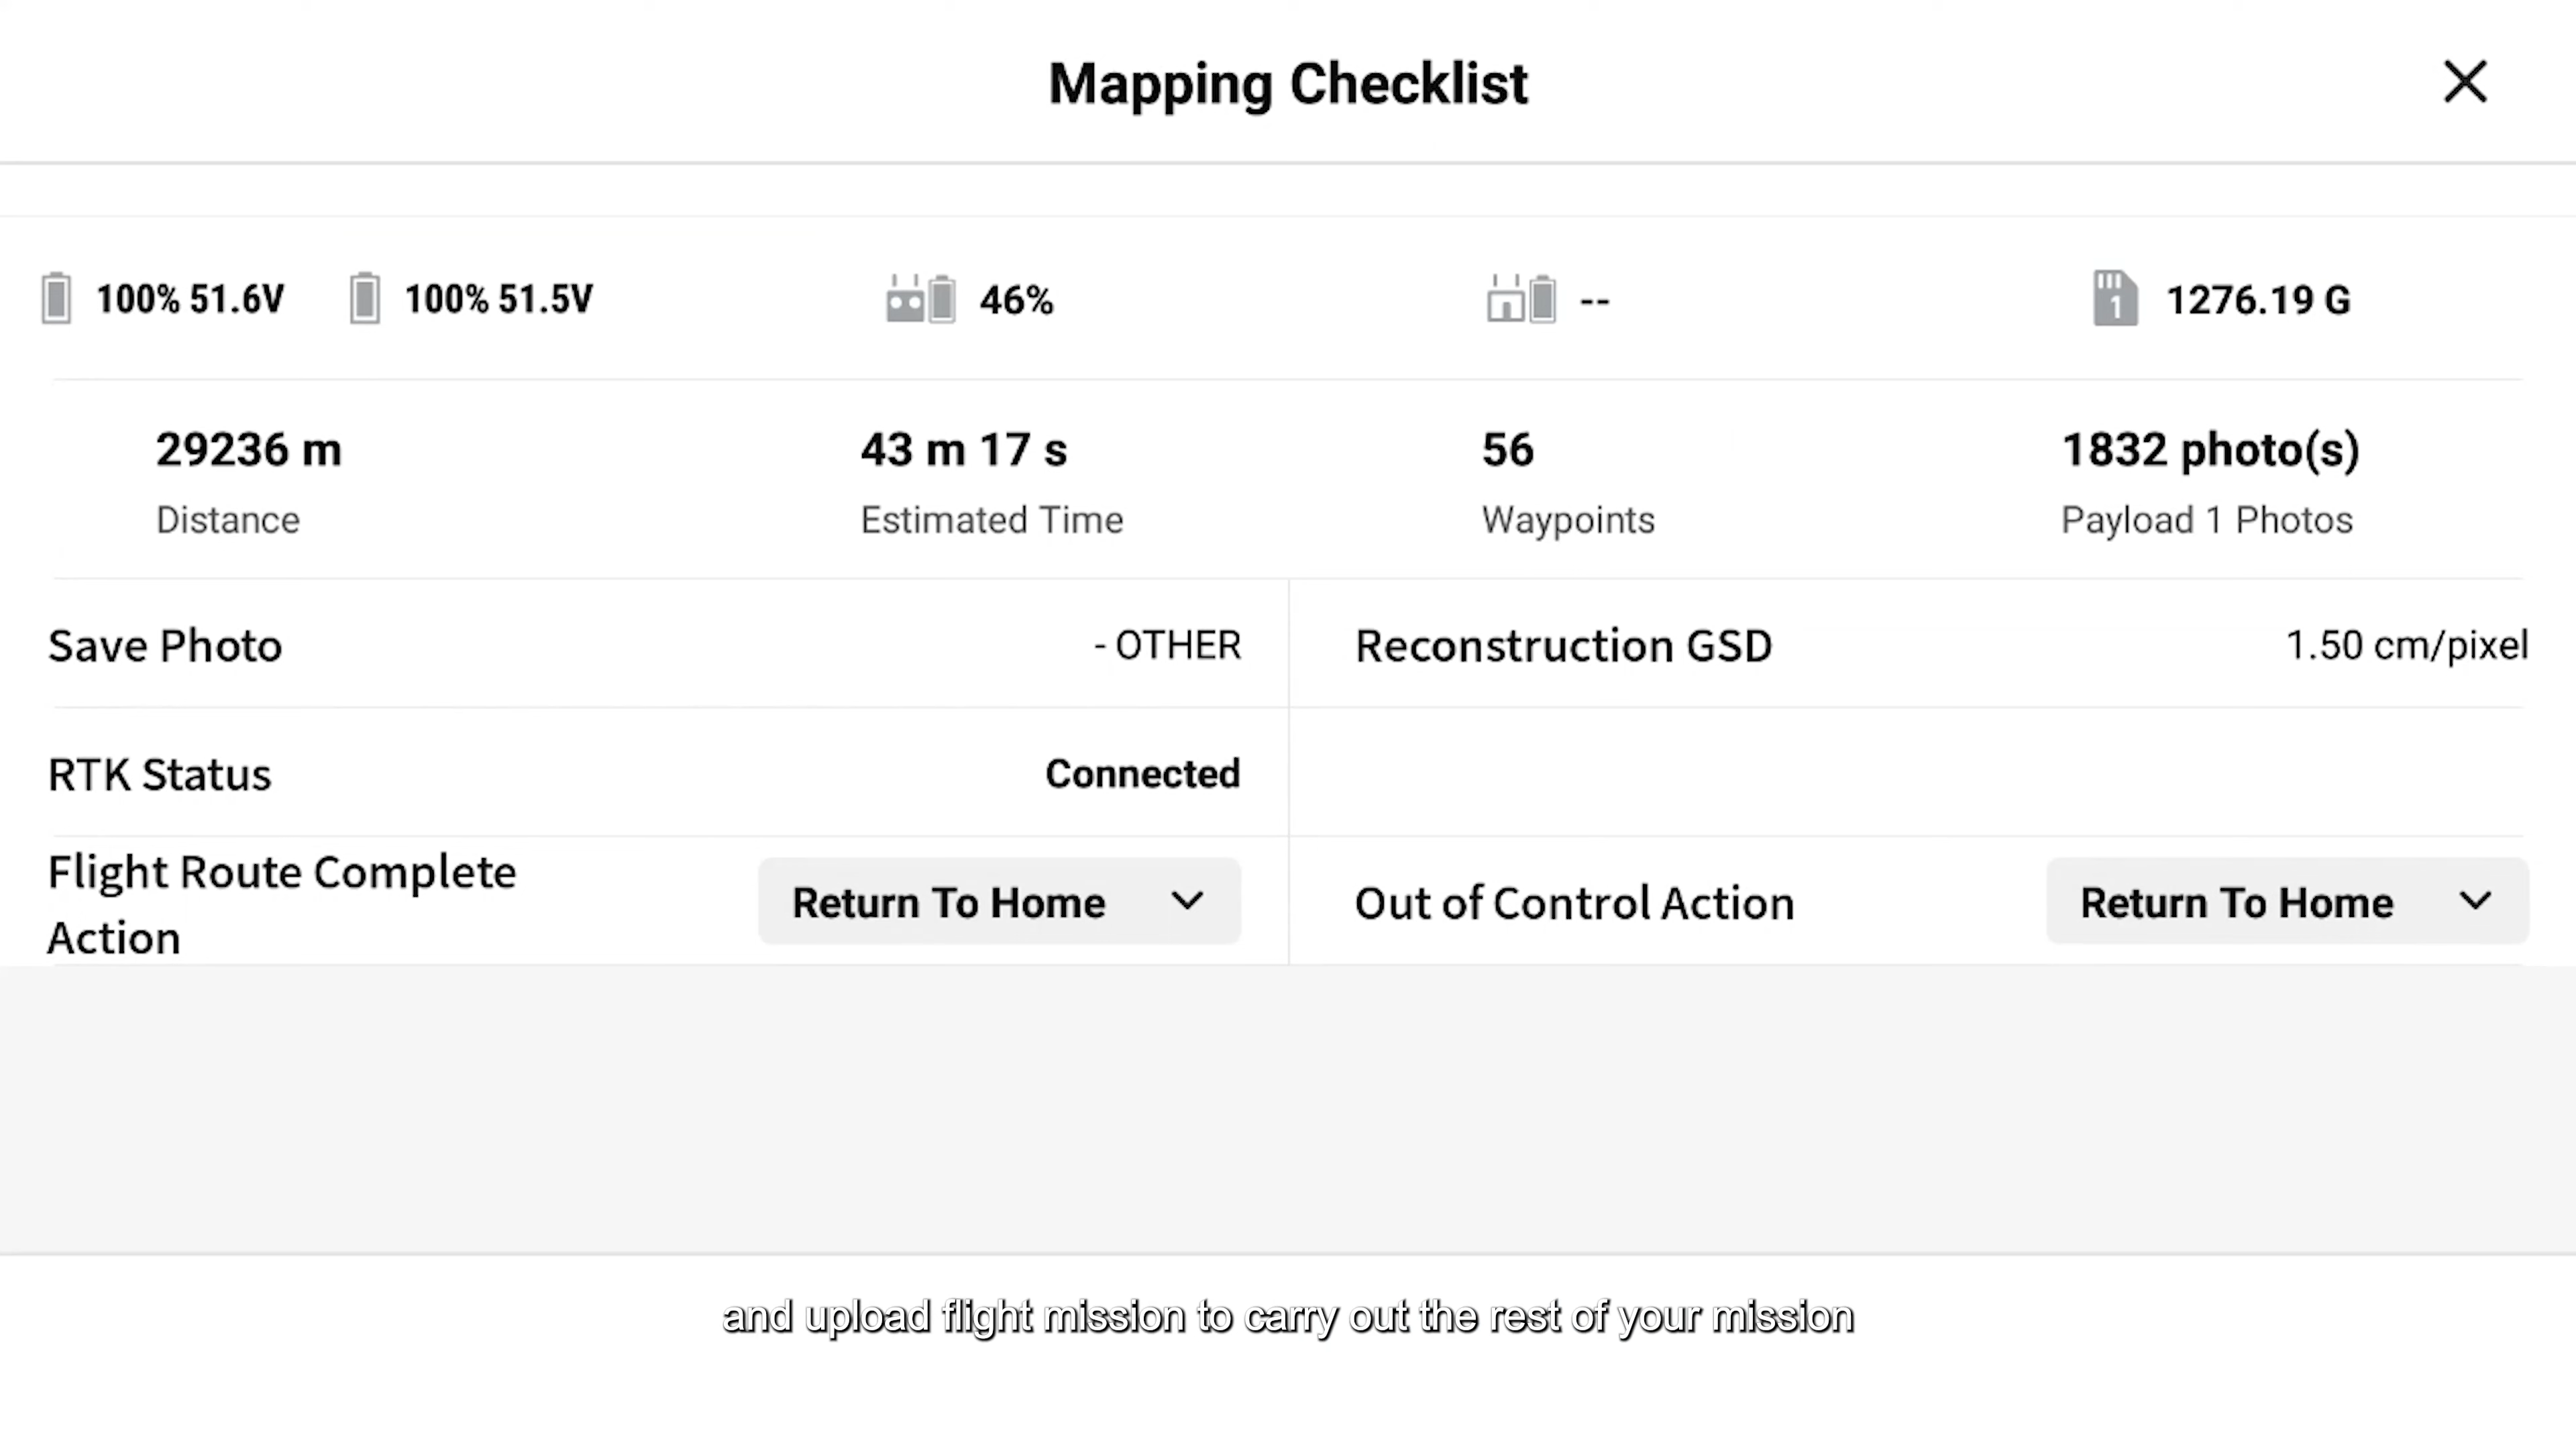 Mapping Checklist
100% 51.6V 100% 51.5V 46% -- 1 1276.19 G
29236 m 43 m 17 s 56 1832 photo(s)
Distance Estimated Time Waypoints Payload 1 Photos
Save Photo - OTHER Reconstruction GSD 1.50 cm/pixel
RTK Status Connected
Flight Route Complete
Action
Return To Home Out of Control Action Return To Home
and upload flight mission to carry out the rest of your mission